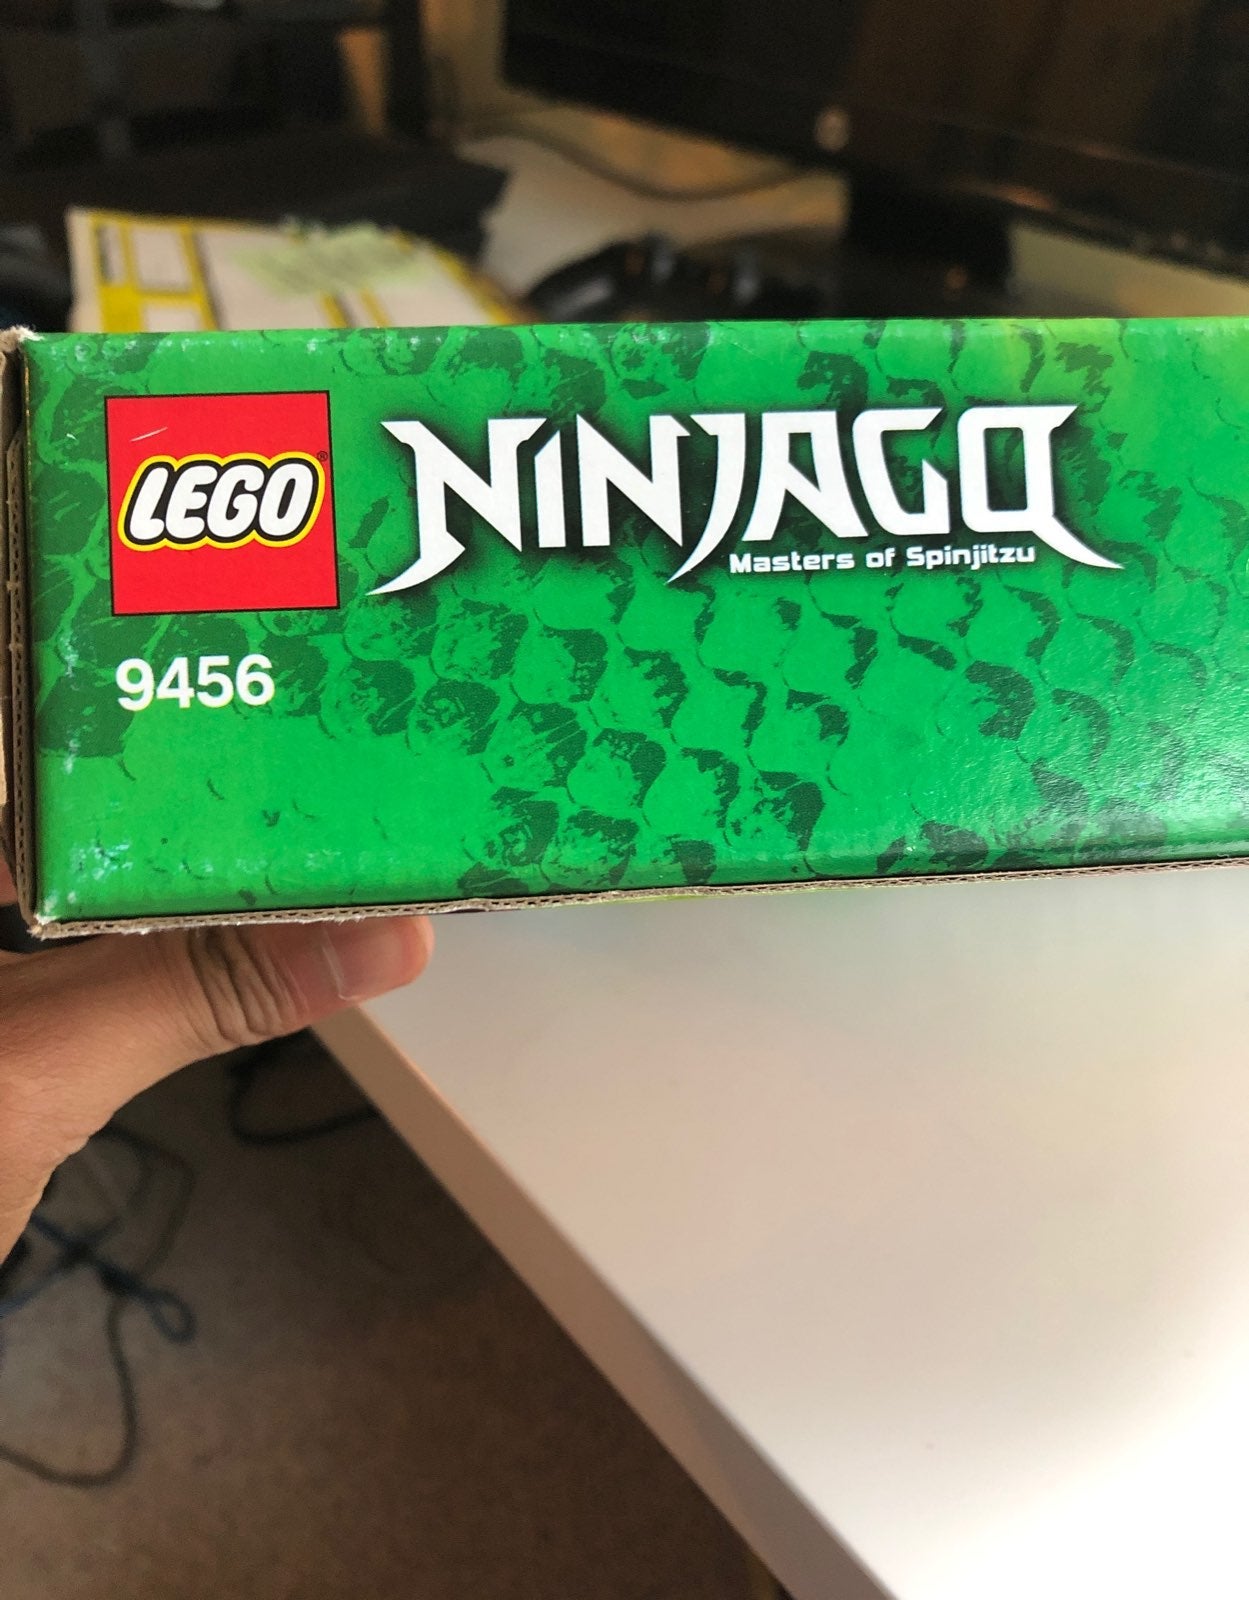 LEGO®
NINJAGO
Masters of Spinjitzu
9456